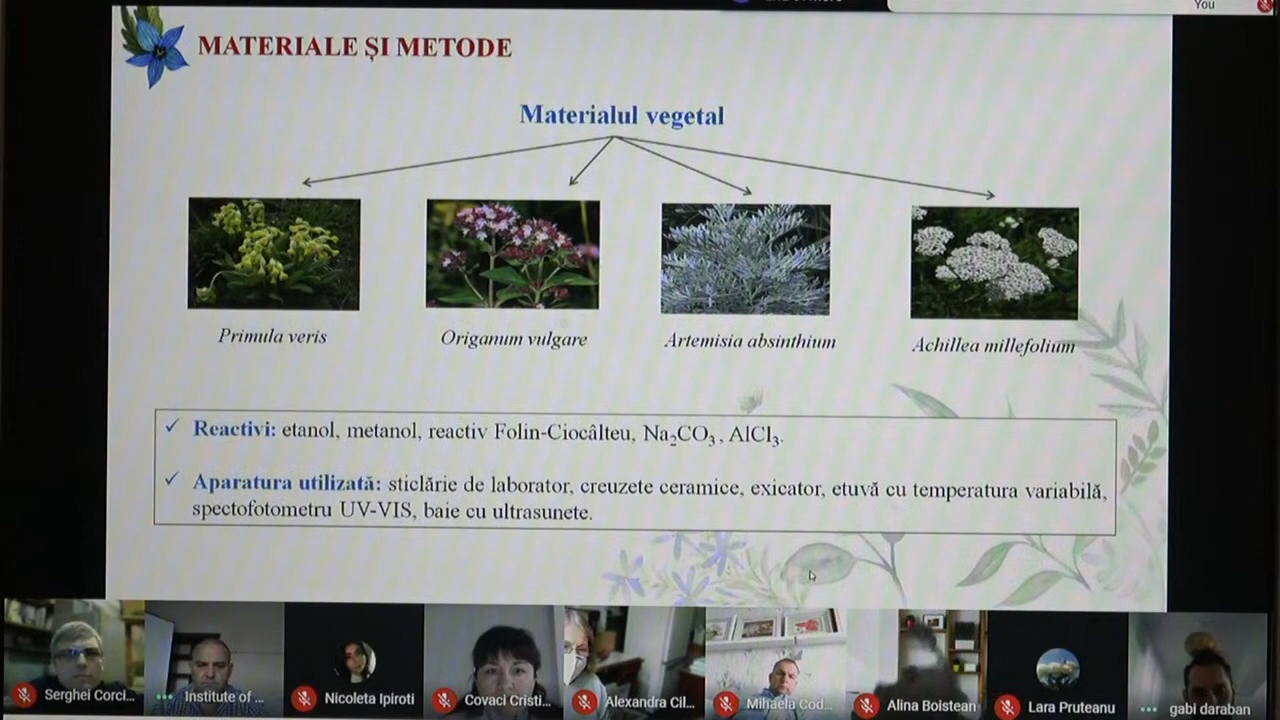 You
MATERIALE ȘI METODE
Materialul vegetal
Primula veris
Origanum vulgare
Artemisia absinthium
Achillea millefolium
✓ Reactivi: etanol, metanol, reactiv Folin-Ciocâlteu, Na₂CO₃, AlCl₃.
✓ Aparatura utilizată: sticlărie de laborator, creuzete ceramice, exicator, etuvă cu temperatura variabilă,
spectofotometru UV-VIS, baie cu ultrasunete.
Serghei Corci...
Institute of ...
Nicoleta Ipiroti
Covaci Cristi...
Alexandra Cil...
Mihaela Cod...
Alina Boistean
Lara Pruteanu
gabi daraban